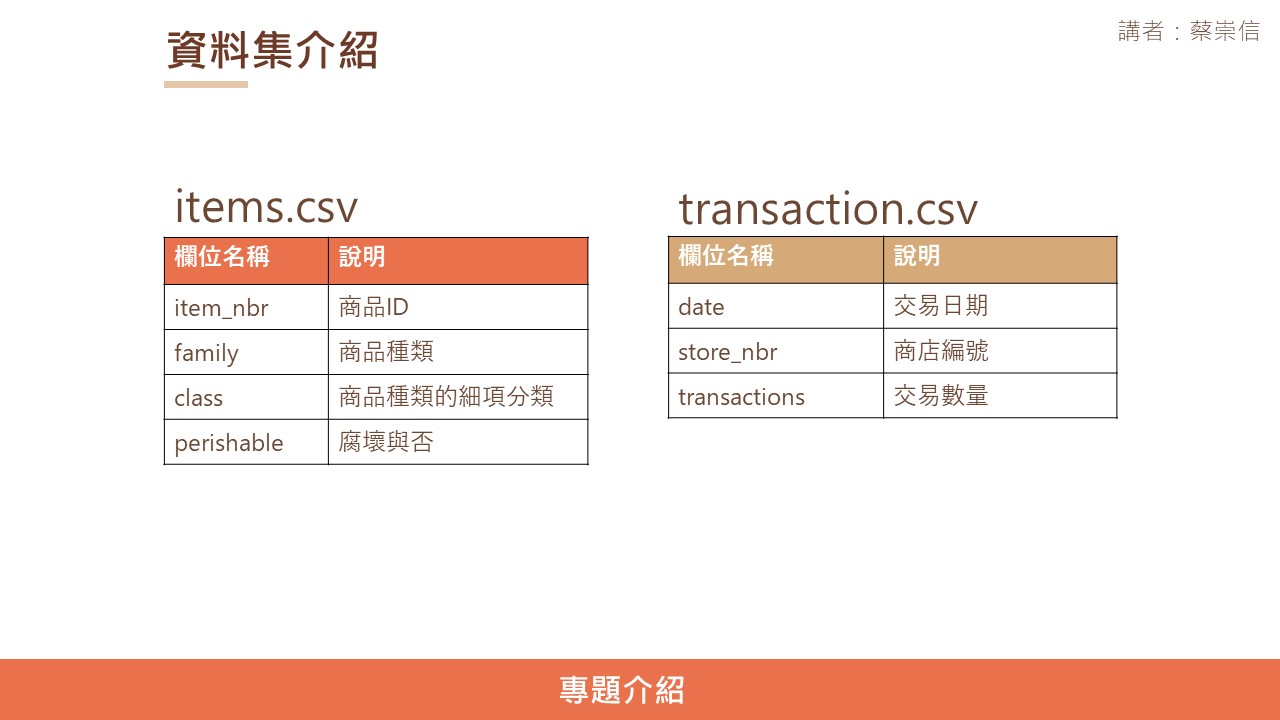 資料集介紹
講者：蔡崇信
items.csv
欄位名稱 說明
item_nbr 商品ID
family 商品種類
class 商品種類的細項分類
perishable 腐壞與否
transaction.csv
欄位名稱 說明
date 交易日期
store_nbr 商店編號
transactions 交易數量
專題介紹